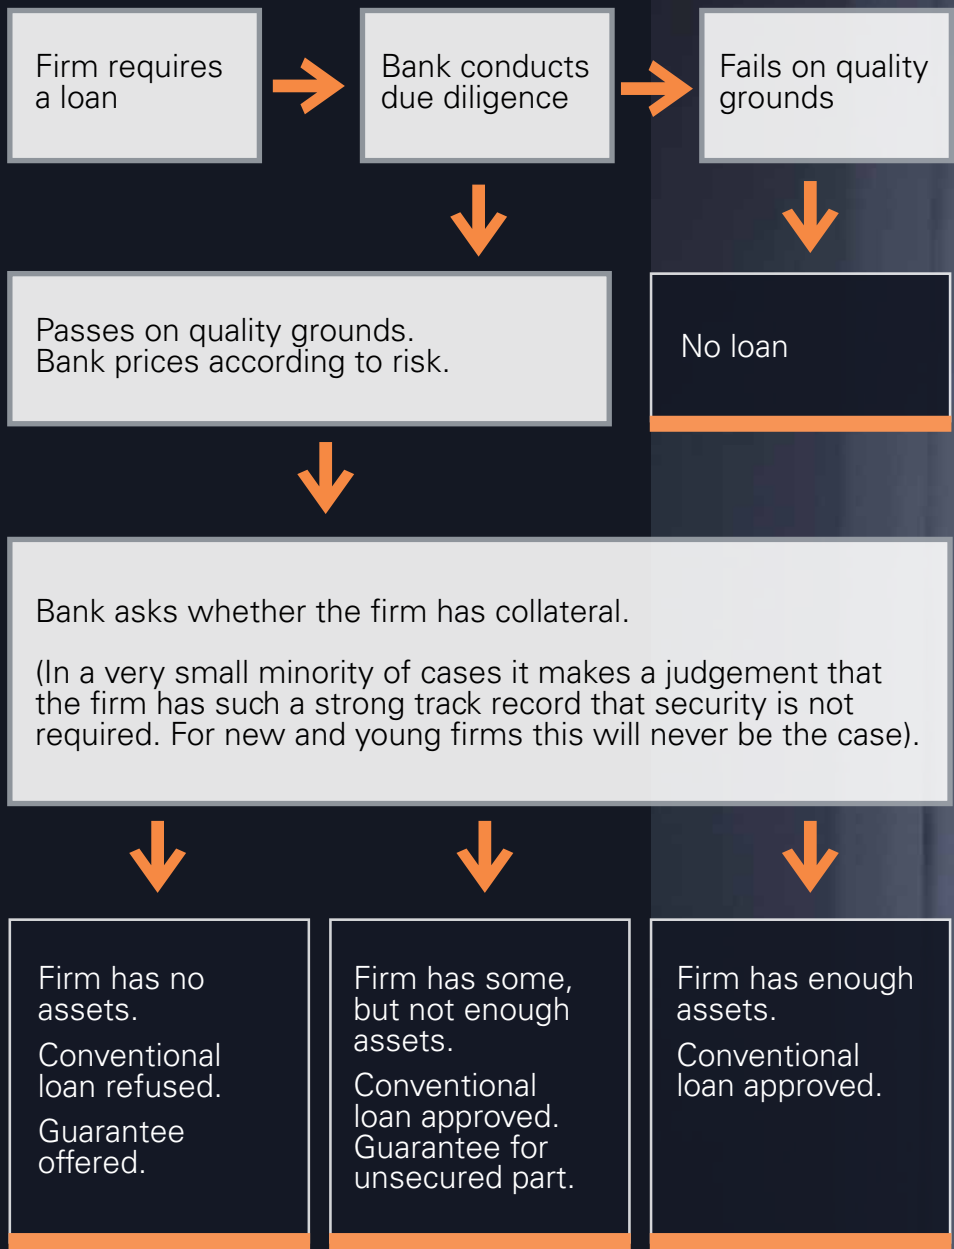 Firm requires
a loan
Bank conducts
due diligence
Fails on quality
grounds
Passes on quality grounds.
Bank prices according to risk.
No loan
Bank asks whether the firm has collateral.
(In a very small minority of cases it makes a judgement that
the firm has such a strong track record that security is not
required. For new and young firms this will never be the case).
Firm has no
assets.
Conventional
loan refused.
Guarantee
offered.
Firm has some,
but not enough
assets.
Conventional
loan approved.
Guarantee for
unsecured part.
Firm has enough
assets.
Conventional
loan approved.